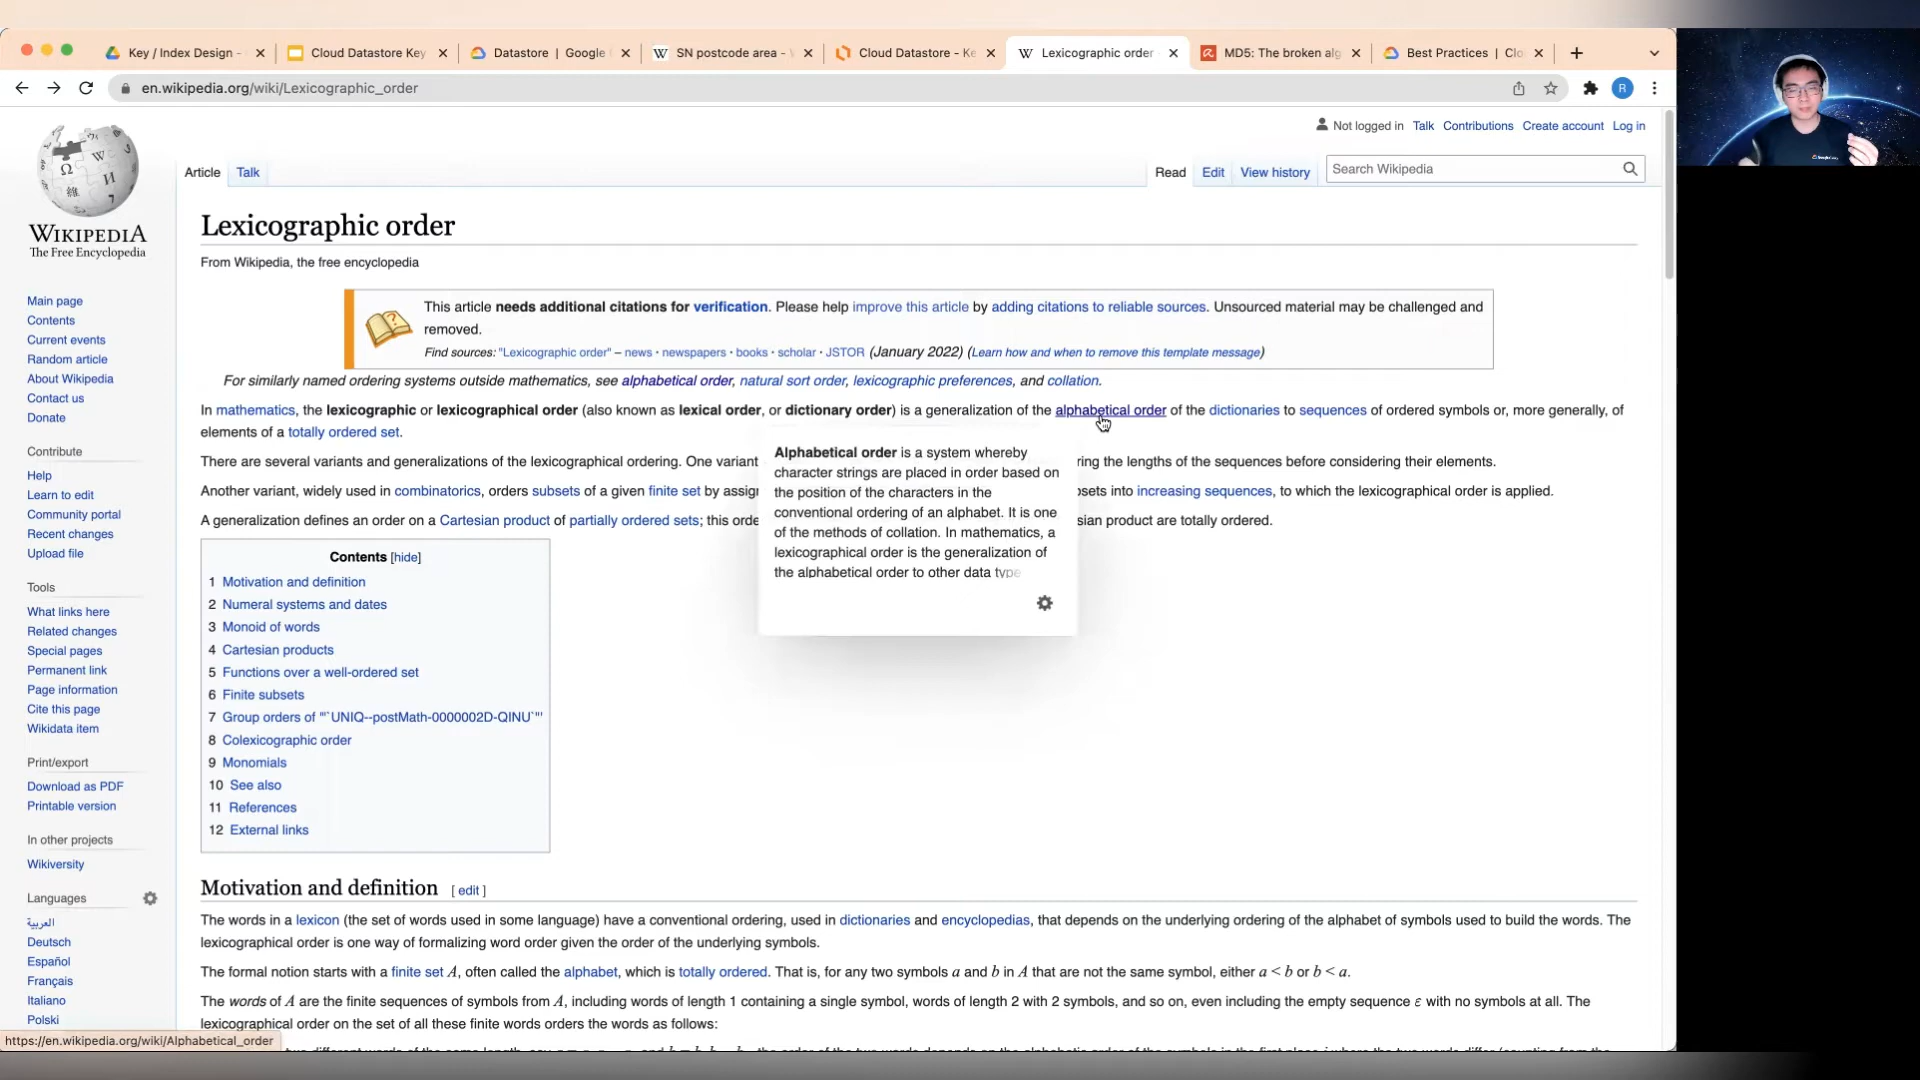 Key / Index Design -
Cloud Datastore Key
Datastore | Google
SN postcode area -
Cloud Datastore - Ke
Lexicographic order
MD5: The broken alg
Best Practices | Clo
en.wikipedia.org/wiki/Lexicographic_order
R
Not logged in Talk Contributions Create account Log in
Article Talk
Read Edit View history Search Wikipedia
WIKIPEDIA
The Free Encyclopedia
Main page
Contents
Current events
Random article
About Wikipedia
Contact us
Donate
Contribute
Help
Learn to edit
Community portal
Recent changes
Upload file
Tools
What links here
Related changes
Special pages
Permanent link
Page information
Cite this page
Wikidata item
Print/export
Download as PDF
Printable version
In other projects
Wikiversity
Languages
العربية
Deutsch
Español
Français
Italiano
Polski
Lexicographic order
From Wikipedia, the free encyclopedia
This article needs additional citations for verification. Please help improve this article by adding citations to reliable sources. Unsourced material may be challenged and
removed.
Find sources: "Lexicographic order" – news · newspapers · books · scholar · JSTOR (January 2022) (Learn how and when to remove this template message)
For similarly named ordering systems outside mathematics, see alphabetical order, natural sort order, lexicographic preferences, and collation.
In mathematics, the lexicographic or lexicographical order (also known as lexical order, or dictionary order) is a generalization of the alphabetical order of the dictionaries to sequences of ordered symbols or, more generally, of
elements of a totally ordered set.
There are several variants and generalizations of the lexicographical ordering. One variant ring the lengths of the sequences before considering their elements.
Another variant, widely used in combinatorics, orders subsets of a given finite set by assig bsets into increasing sequences, to which the lexicographical order is applied.
A generalization defines an order on a Cartesian product of partially ordered sets; this orde sian product are totally ordered.
Alphabetical order is a system whereby
character strings are placed in order based on
the position of the characters in the
conventional ordering of an alphabet. It is one
of the methods of collation. In mathematics, a
lexicographical order is the generalization of
the alphabetical order to other data type
Contents [hide]
1 Motivation and definition
2 Numeral systems and dates
3 Monoid of words
4 Cartesian products
5 Functions over a well-ordered set
6 Finite subsets
7 Group orders of "'`UNIQ--postMath-0000002D-QINU`"'
8 Colexicographic order
9 Monomials
10 See also
11 References
12 External links
Motivation and definition [ edit ]
The words in a lexicon (the set of words used in some language) have a conventional ordering, used in dictionaries and encyclopedias, that depends on the underlying ordering of the alphabet of symbols used to build the words. The
lexicographical order is one way of formalizing word order given the order of the underlying symbols.
The formal notion starts with a finite set A, often called the alphabet, which is totally ordered. That is, for any two symbols a and b in A that are not the same symbol, either a < b or b < a.
The words of A are the finite sequences of symbols from A, including words of length 1 containing a single symbol, words of length 2 with 2 symbols, and so on, even including the empty sequence ε with no symbols at all. The
lexicographical order on the set of all these finite words orders the words as follows:
https://en.wikipedia.org/wiki/Alphabetical_order